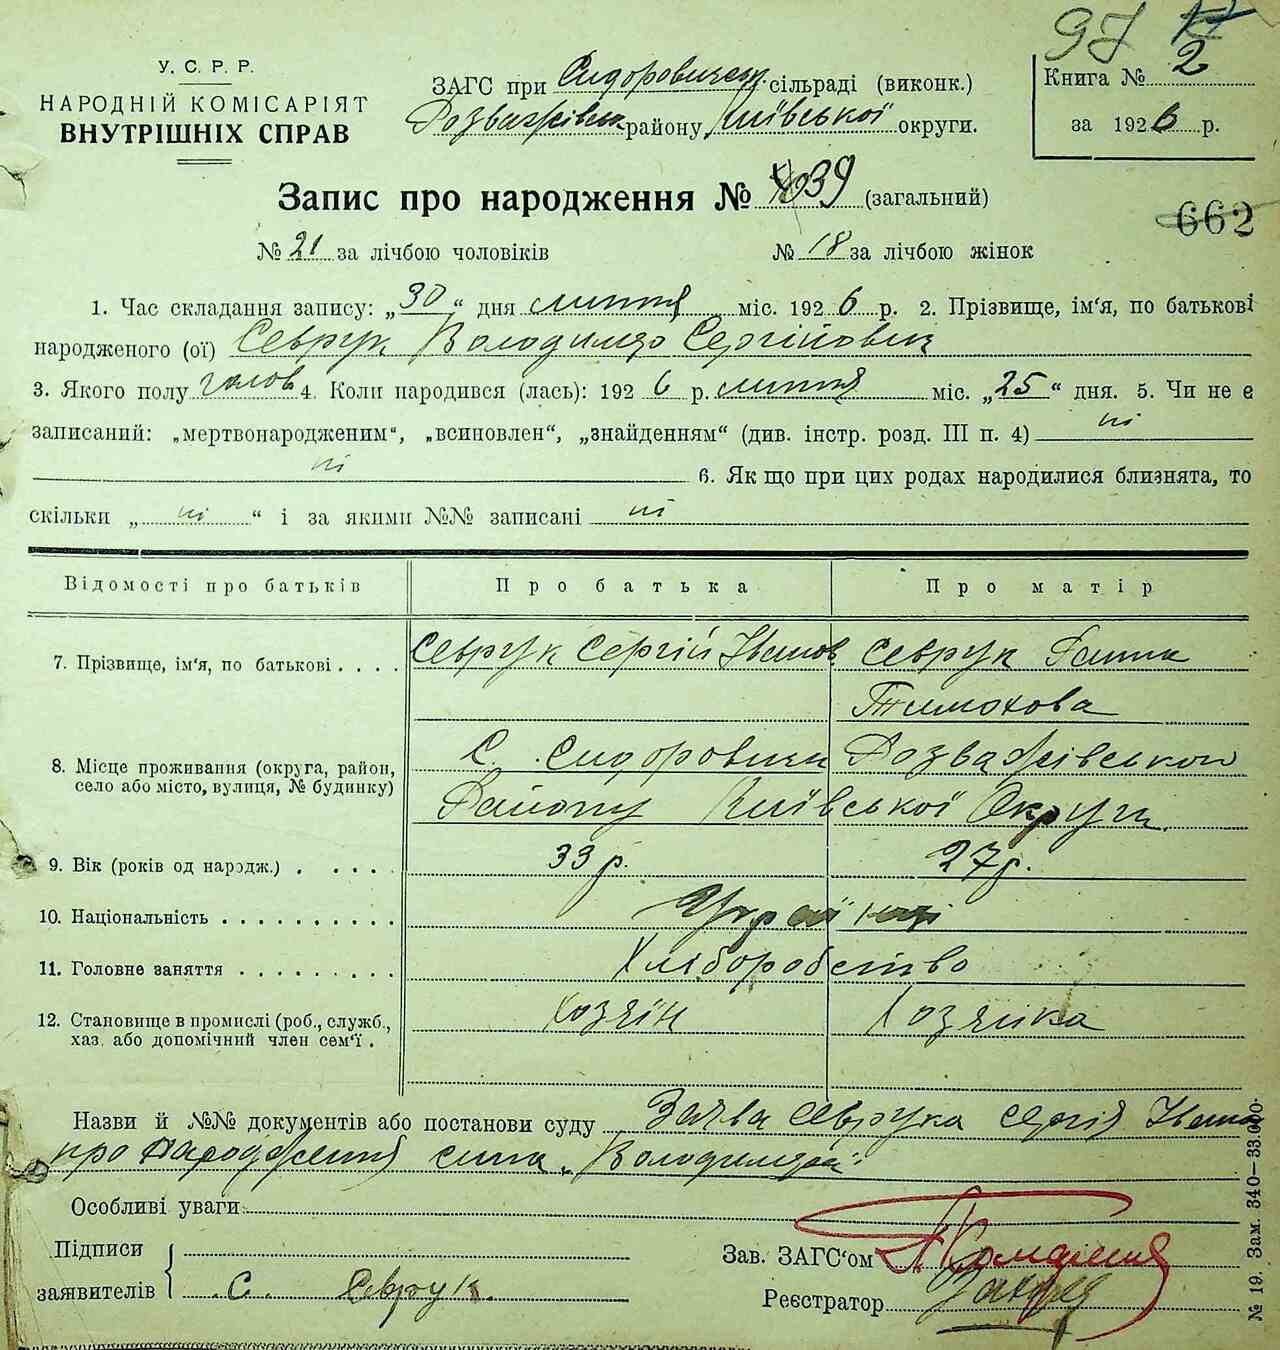 97 17
У. С. Р. Р.
НАРОДНІЙ КОМІСАРІЯТ
ВНУТРІШНІХ СПРАВ
ЗАГС при Сидоровицьк. сільраді (виконк.)
Розважівськ району Київської округи.
Книга № 2
за 1926 р.
Запис про народження № 39 (загальний)
662
№ 21 за лічбою чоловіків № 18 за лічбою жінок
1. Час складання запису: „30“ дня липня міс. 1926 р. 2. Прізвище, ім‘я, по батькові
народженого (ої) Севрук Володимір Сергійович
3. Якого полу чолов 4. Коли народився (лась): 1926 р. липня міс. „25“ дня. 5. Чи не є
записаний: „мертвонародженим“, „всиновлен“, „знайденням“ (див. інстр. розд. III п. 4) ні
ні 6. Як що при цих родах народилися близнята, то
скільки „ ні “ і за якими №№ записані ні
Відомості про батьків Про батька Про матір
7. Прізвище, ім‘я, по батькові . . . . Севрук Сергій Іванов Севрук Ганна
Тимохова
8. Місце проживання (округа, район, село або місто, вулиця, № будинку) С. Сидоровичи Розважівського
Району Київської Округи
9. Вік (років од народж.) . . . . . 33 р. 27 р.
10. Національність . . . . . . . . . . Українці
11. Головне заняття . . . . . . . . . Хліборобство
12. Становище в промислі (роб., служб., Хозяїн Хозяйка
хаз. або допомічний член сем‘ї .
Назви й №№ документів або постанови суду Заява Севрука Сергія Івано
про народження сина „Володимира“
Особливі уваги
Підписи
заявителів С. Севрук.
Зав. ЗАГС‘ом
Реєстратор
№ 19. Зам. 340—33.000.